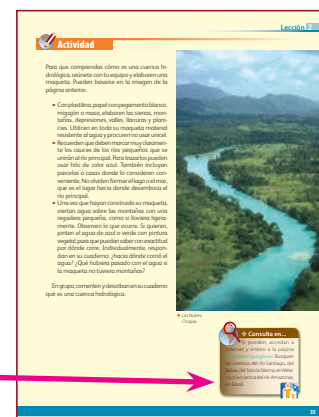 Lección 2
Actividad
Para que comprendas cómo es una cuenca hi-
drológica, reúnete con tu equipo y elaboren una
maqueta. Pueden basarse en la imagen de la
página anterior.
Con plastilina, papel con pegamento blanco,
migajón o masa, elaboren las sierras, mon-
tañas, depresiones, valles, llanuras y plani-
cies. Utilicen en toda su maqueta material
resistente al agua y procuren no usar unicel.
Recuerden que deben marcar muy claramen-
te los cauces de los ríos pequeños que se
unirán al río principal. Para trazarlos pueden
usar hilo de color azul. También incluyan
parcelas o casas donde lo consideren con-
veniente. No olviden formar el lago o el mar,
que es el lugar hacia donde desemboca el
río principal.
Una vez que hayan construido su maqueta,
viertan agua sobre las montañas con una
regadera pequeña, como si lloviera ligera-
mente. Observen lo que ocurre. Si quieren,
pinten el agua de azul o verde con pintura
vegetal, para que puedan saber con exactitud
por dónde corre. Individualmente, respon-
dan en su cuaderno: ¿hacia dónde corrió el
agua? ¿Qué hubiera pasado con el agua si
la maqueta no tuviera montañas?
En grupo, comenten y describan en su cuaderno
qué es una cuenca hidrológica.
Las Nubes,
Chiapas.
Consulta en...
Si pueden, accedan a
Internet y entren a la página
Busquen
las cuencas del río Santiago, del
Balsas, del Soto la Marina, en Méxi-
co, y la cuenca del río Amazonas,
en Brasil.
55